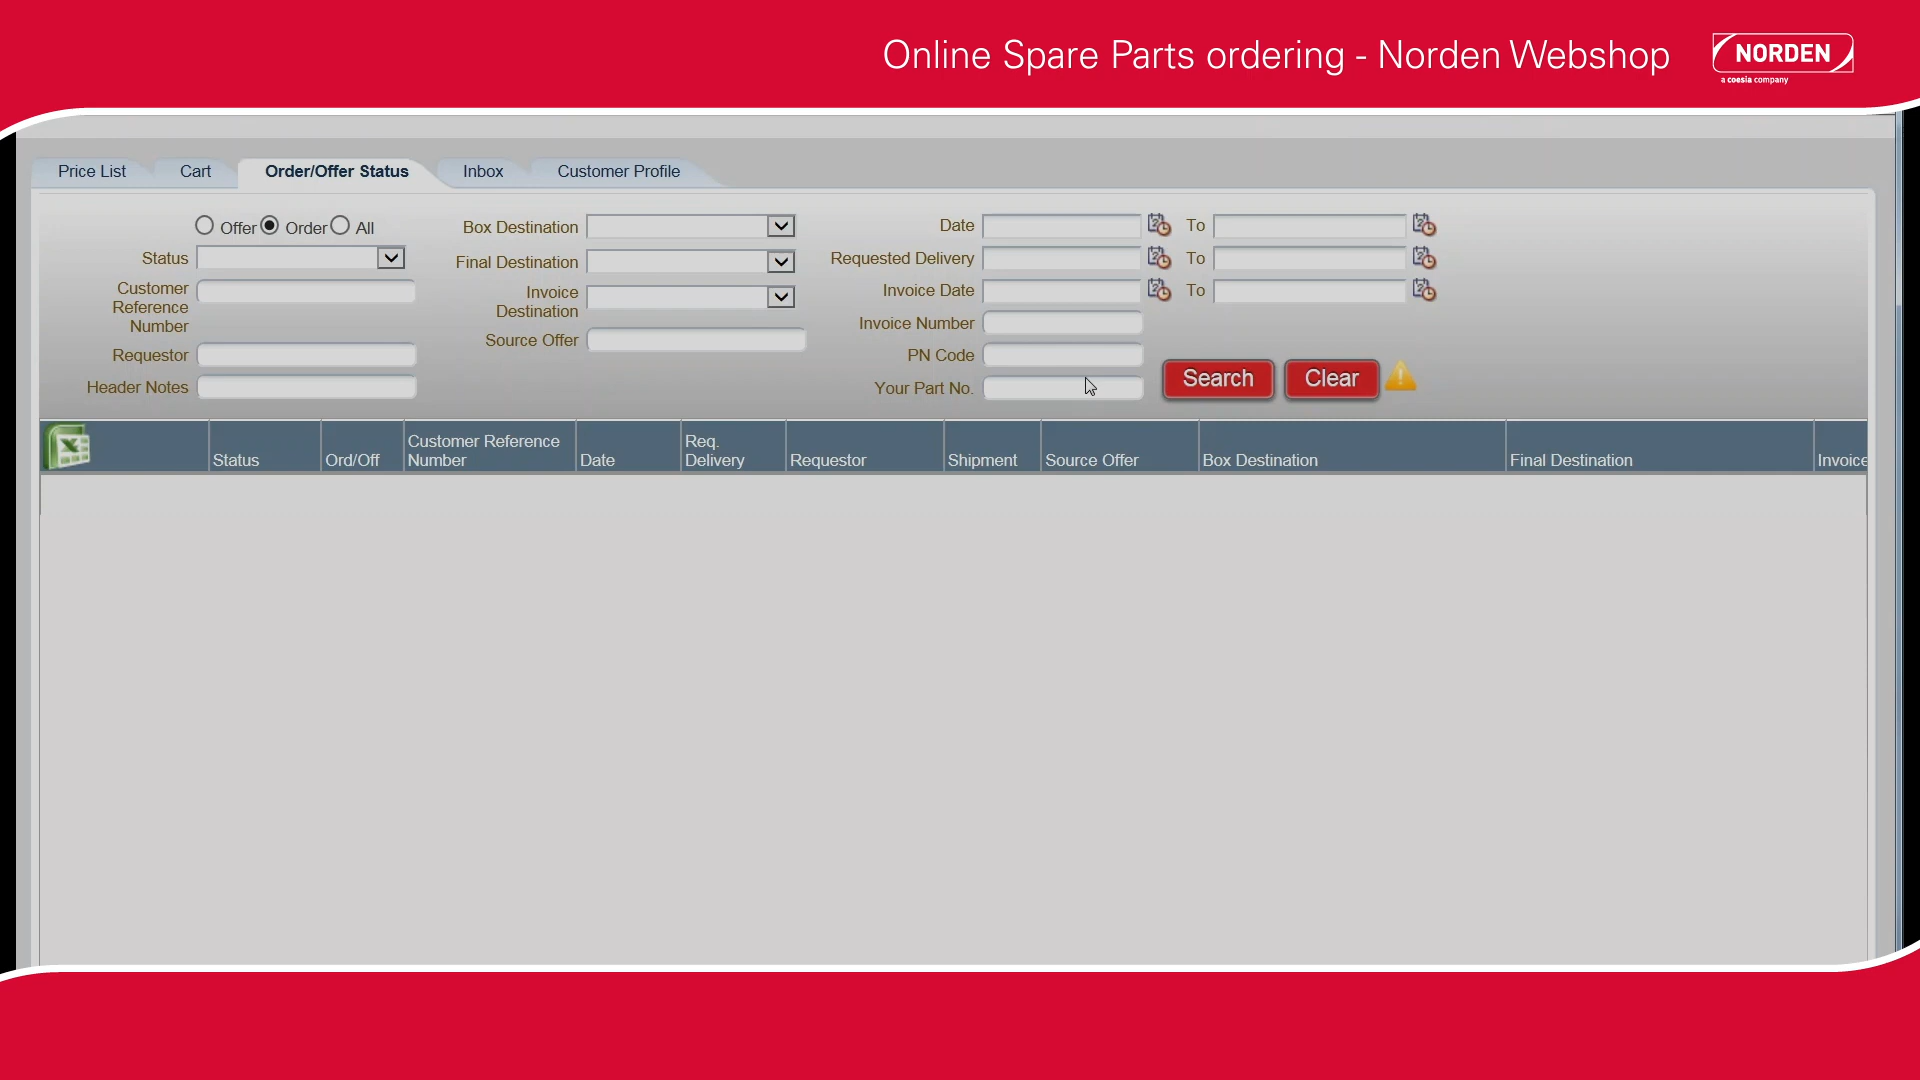 Online Spare Parts ordering - Norden Webshop
NORDEN
a coesia company
Price List
Cart
Order/Offer Status
Inbox
Customer Profile
Offer
Order
All
Status
Customer
Reference
Number
Requestor
Header Notes
Box Destination
Final Destination
Invoice
Destination
Source Offer
Date
To
Requested Delivery
To
Invoice Date
To
Invoice Number
PN Code
Your Part No.
Search
Clear
Status
Ord/Off
Customer Reference
Number
Date
Req.
Delivery
Requestor
Shipment
Source Offer
Box Destination
Final Destination
Invoice